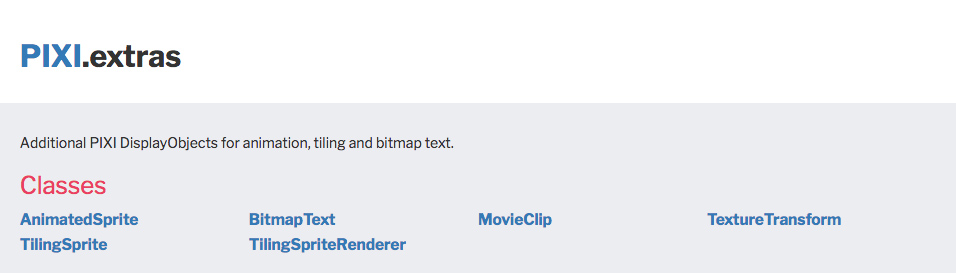 PIXI.extras
Additional PIXI DisplayObjects for animation, tiling and bitmap text.
Classes
AnimatedSprite BitmapText MovieClip TextureTransform
TilingSprite TilingSpriteRenderer